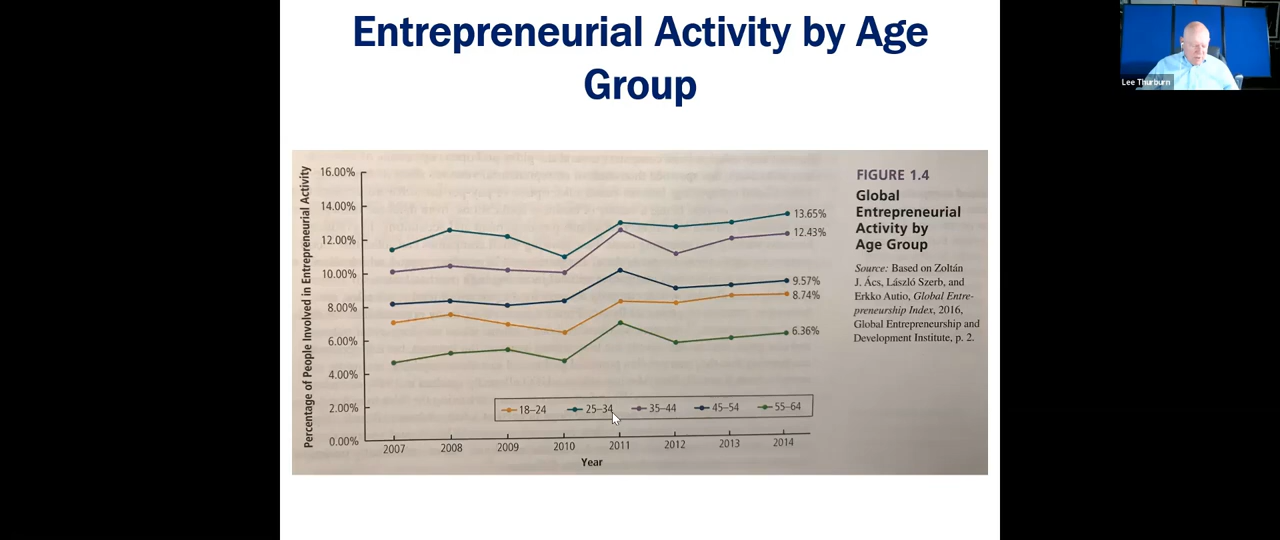 Entrepreneurial Activity by Age
Group
Lee Thurburn
Percentage of People Involved in Entrepreneurial Activity
16.00%
14.00%
12.00%
10.00%
8.00%
6.00%
4.00%
2.00%
0.00%
13.65%
12.43%
9.57%
8.74%
6.36%
18–24 25–34 35–44 45–54 55–64
2007 2008 2009 2010 2011 2012 2013 2014
Year
FIGURE 1.4
Global
Entrepreneurial
Activity by
Age Group
Source: Based on Zoltán
J. Ács, László Szerb, and
Erkko Autio, Global Entre-
preneurship Index, 2016,
Global Entrepreneurship and
Development Institute, p. 2.